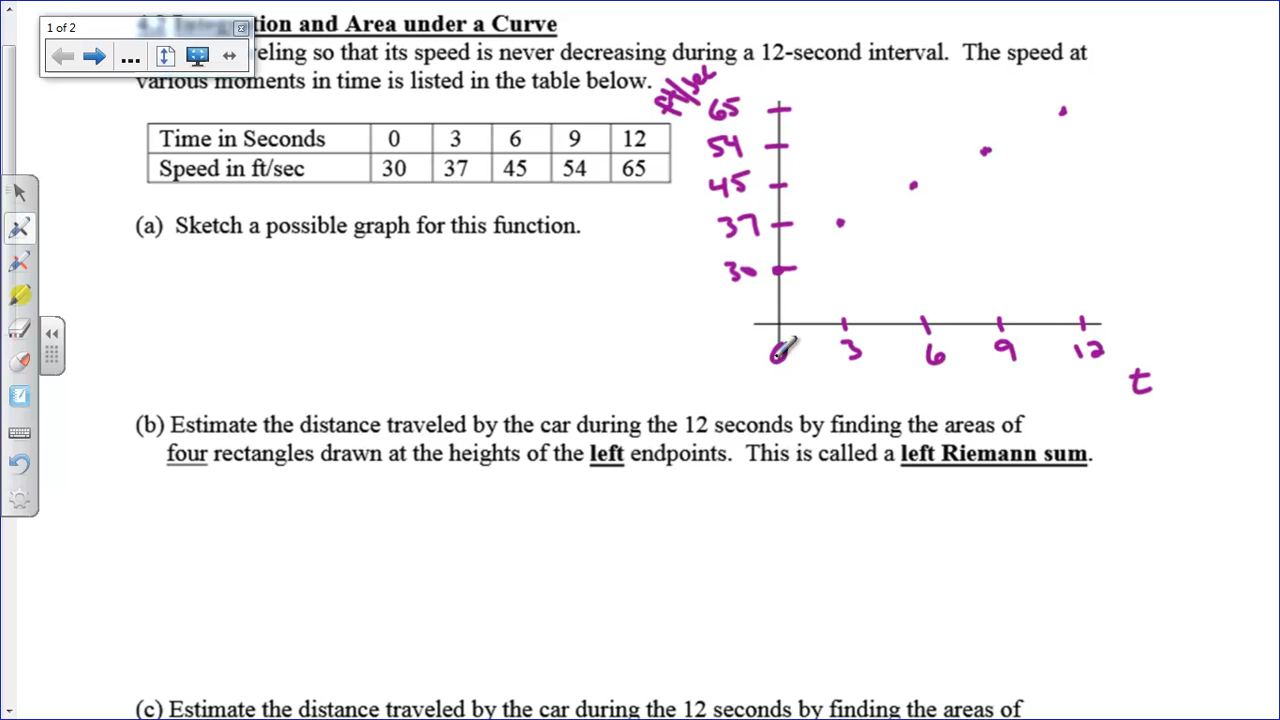 1 of 2
tion and Area under a Curve
eling so that its speed is never decreasing during a 12-second interval. The speed at
various moments in time is listed in the table below.
Time in Seconds 0 3 6 9 12
Speed in ft/sec 30 37 45 54 65
(a) Sketch a possible graph for this function.
ft/sec
65
54
45
37
30
0 3 6 9 12
t
(b) Estimate the distance traveled by the car during the 12 seconds by finding the areas of
four rectangles drawn at the heights of the left endpoints. This is called a left Riemann sum.
(c) Estimate the distance traveled by the car during the 12 seconds by finding the areas of